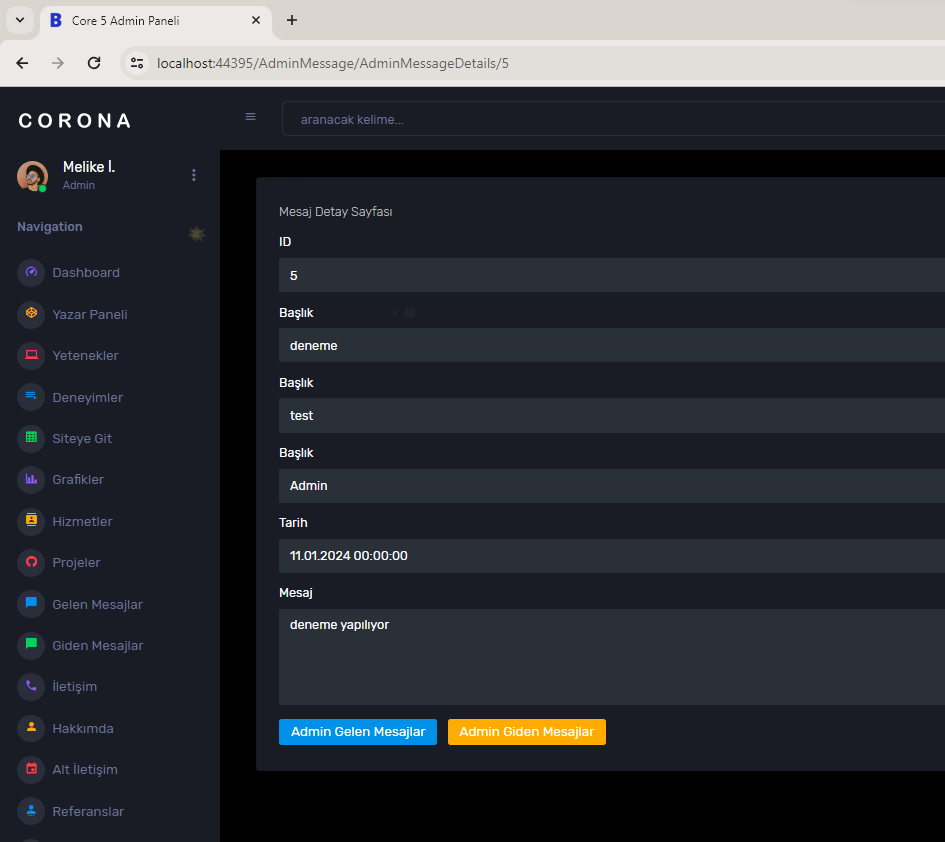 Core 5 Admin Paneli
localhost:44395/AdminMessage/AdminMessageDetails/5
CORONA
aranacak kelime...
Melike İ.
Admin
Navigation
Dashboard
Yazar Paneli
Yetenekler
Deneyimler
Siteye Git
Grafikler
Hizmetler
Projeler
Gelen Mesajlar
Giden Mesajlar
İletişim
Hakkımda
Alt İletişim
Referanslar
Mesaj Detay Sayfası
ID
5
Başlık
deneme
Başlık
test
Başlık
Admin
Tarih
11.01.2024 00:00:00
Mesaj
deneme yapılıyor
Admin Gelen Mesajlar Admin Giden Mesajlar